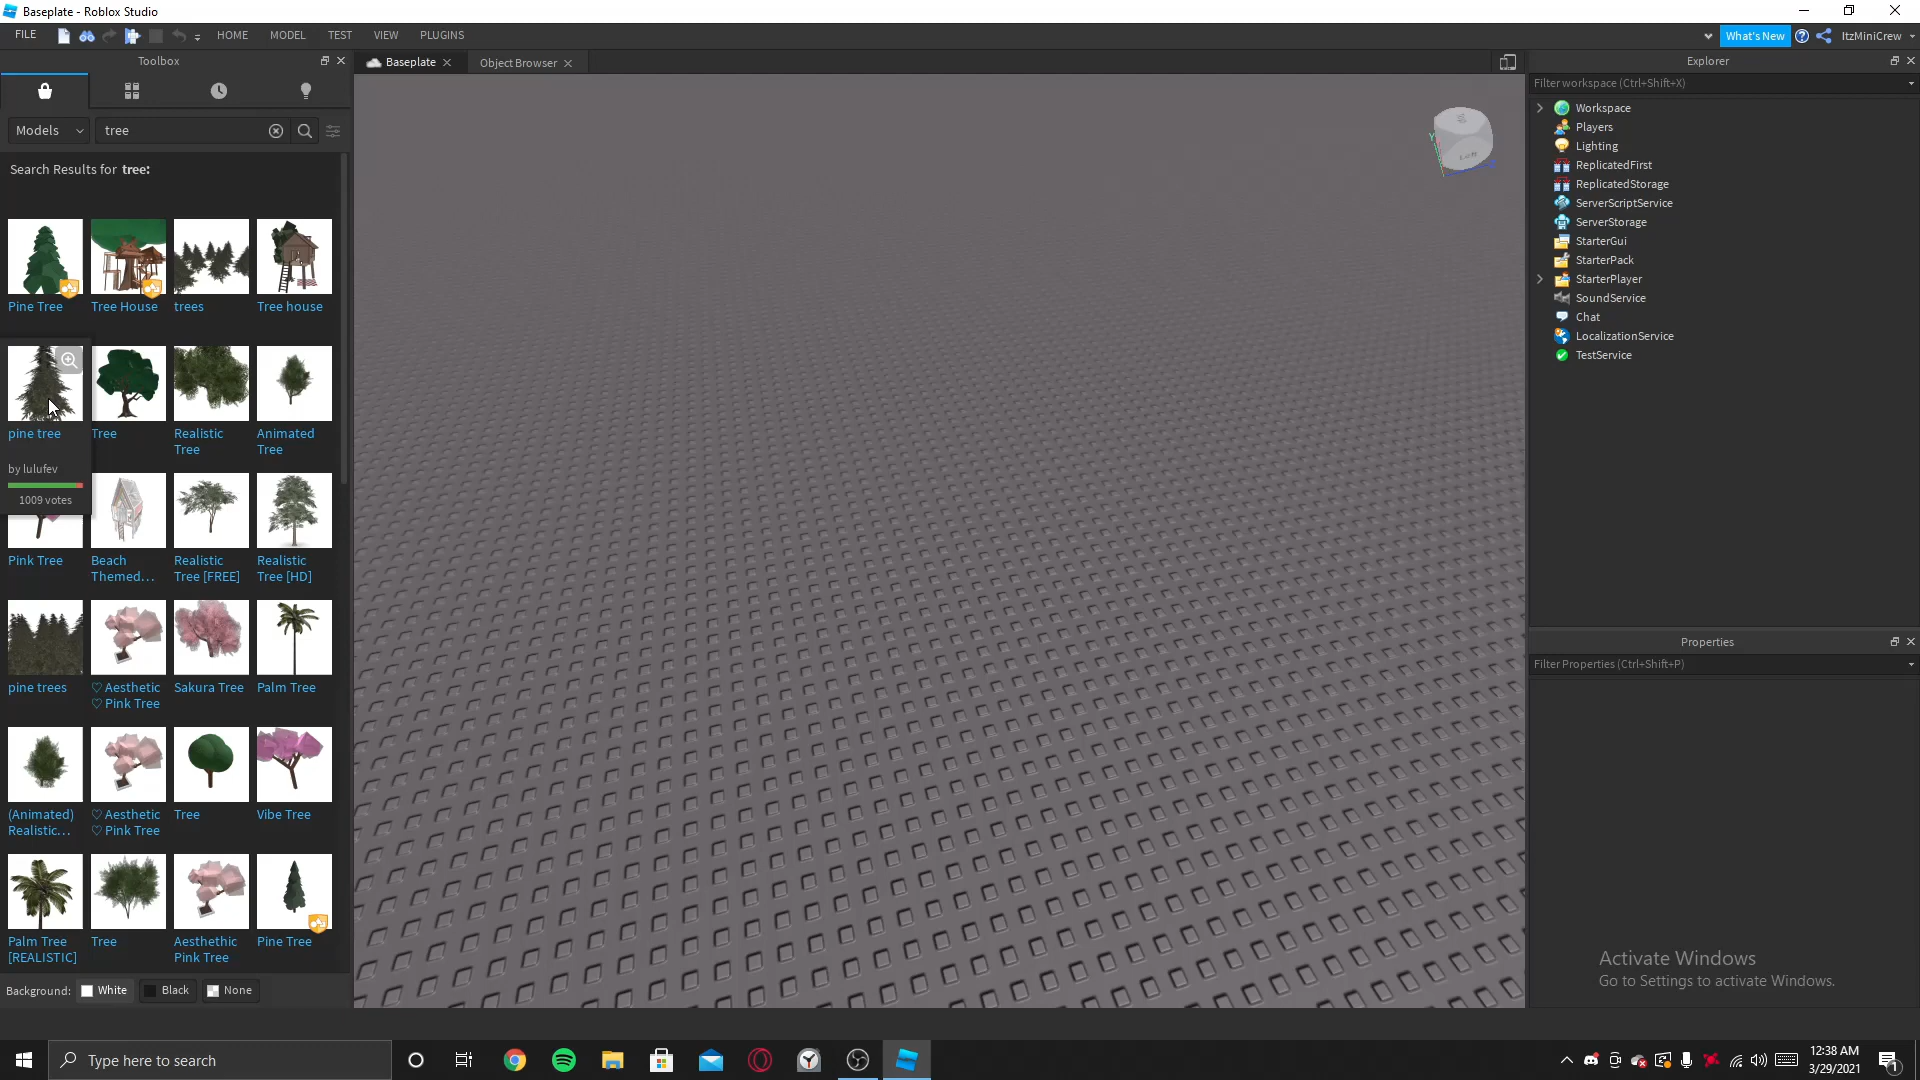 Baseplate - Roblox Studio
FILE
HOME
MODEL
TEST
VIEW
PLUGINS
What's New
ItzMiniCrew
Toolbox
Baseplate
Object Browser
Explorer
Filter workspace (Ctrl+Shift+X)
Models
tree
Search Results for tree:
Pine Tree
Tree House
trees
Tree house
pine tree
Tree
Realistic
Tree
Animated
Tree
by lulufev
1009 votes
Pink Tree
Beach
Themed...
Realistic
Tree [FREE]
Realistic
Tree [HD]
pine trees
♡ Aesthetic
♡ Pink Tree
Sakura Tree
Palm Tree
(Animated)
Realistic...
♡ Aesthetic
♡ Pink Tree
Tree
Vibe Tree
Palm Tree
[REALISTIC]
Tree
Aesthethic
Pink Tree
Pine Tree
Background:
White
Black
None
Left
Workspace
Players
Lighting
ReplicatedFirst
ReplicatedStorage
ServerScriptService
ServerStorage
StarterGui
StarterPack
StarterPlayer
SoundService
Chat
LocalizationService
TestService
Properties
Filter Properties (Ctrl+Shift+P)
Activate Windows
Go to Settings to activate Windows.
Type here to search
12:38 AM
3/29/2021
1